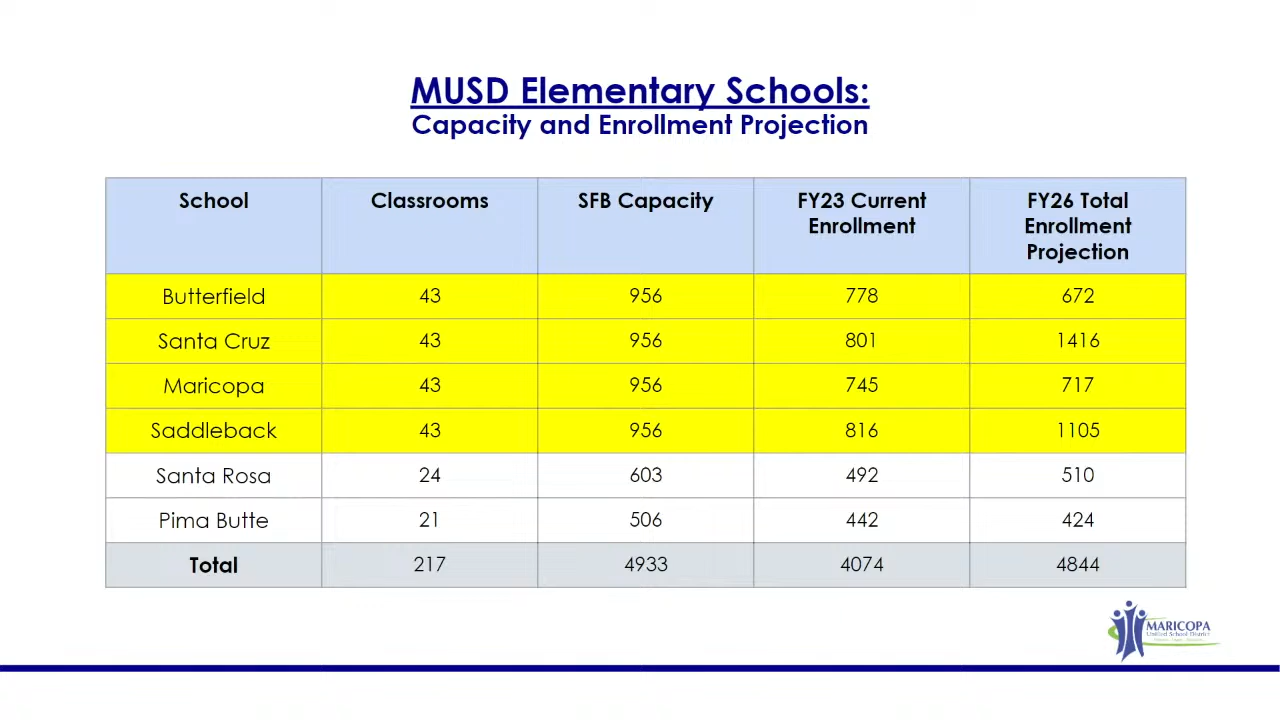 MUSD Elementary Schools:
Capacity and Enrollment Projection
School Classrooms SFB Capacity FY23 Current Enrollment FY26 Total Enrollment Projection
Butterfield 43 956 778 672
Santa Cruz 43 956 801 1416
Maricopa 43 956 745 717
Saddleback 43 956 816 1105
Santa Rosa 24 603 492 510
Pima Butte 21 506 442 424
Total 217 4933 4074 4844
MARICOPA
Unified School District